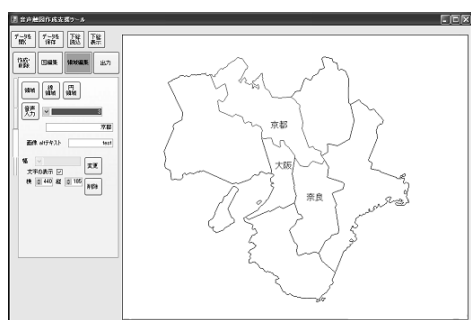 音声触図作成支援ツール
データを開く
データを保存
下絵読込
下絵表示
作成・削除
図編集
領域編集
出力
領域
線領域
円領域
音声入力
京都
画像 altテキスト
test
幅
変更
文字の表示
横 440 縦 185
削除
京都
大阪
奈良